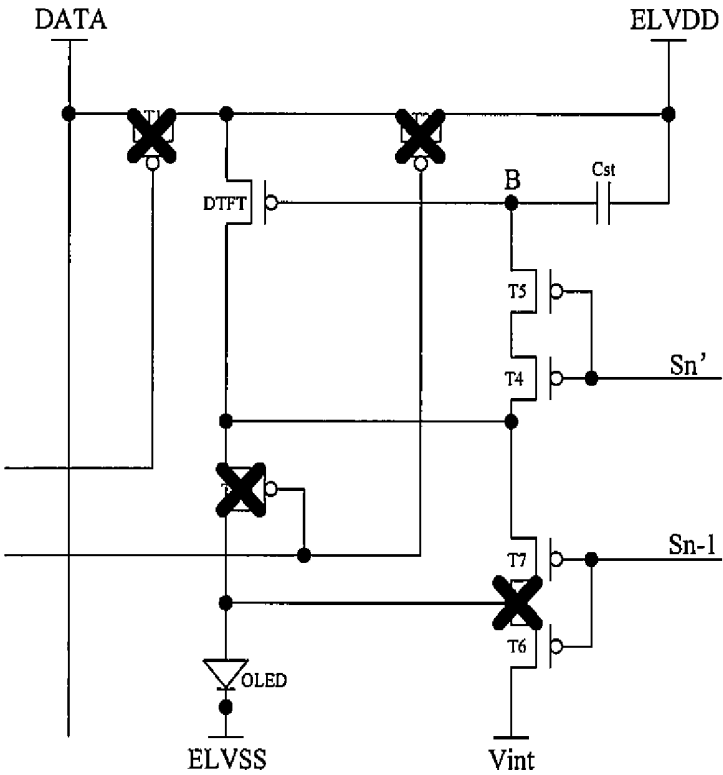 DATA
ELVDD
B
Cst
DTFT
T5
T4
Sn'
T7
Sn-1
T6
OLED
ELVSS
Vint